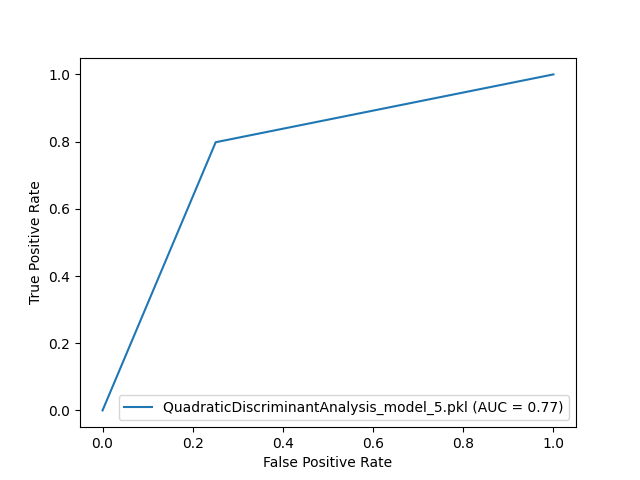 1.0
0.8
0.6
0.4
0.2
0.0
True Positive Rate
QuadraticDiscriminantAnalysis_model_5.pkl (AUC = 0.77)
0.0 0.2 0.4 0.6 0.8 1.0
False Positive Rate